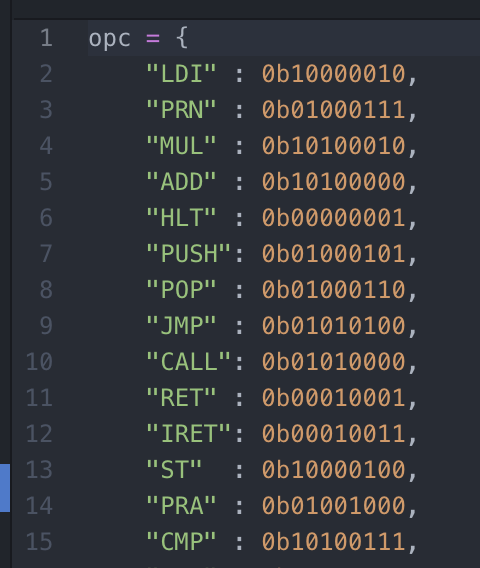 1 opc = {
2 "LDI" : 0b10000010,
3 "PRN" : 0b01000111,
4 "MUL" : 0b10100010,
5 "ADD" : 0b10100000,
6 "HLT" : 0b00000001,
7 "PUSH": 0b01000101,
8 "POP" : 0b01000110,
9 "JMP" : 0b01010100,
10 "CALL": 0b01010000,
11 "RET" : 0b00010001,
12 "IRET": 0b00010011,
13 "ST"  : 0b10000100,
14 "PRA" : 0b01001000,
15 "CMP" : 0b10100111,